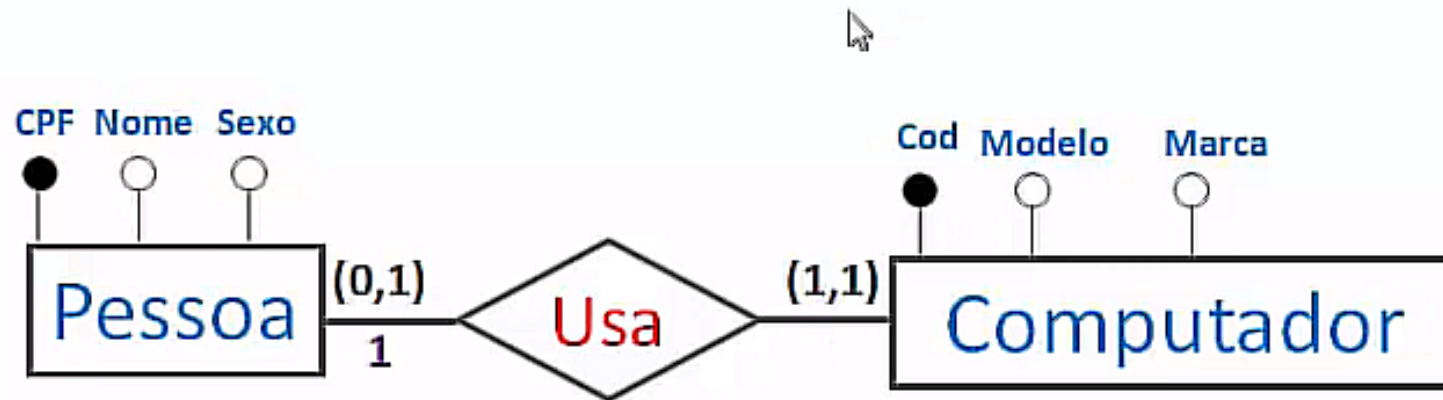 CPF Nome Sexo
Cod Modelo Marca
Pessoa
(0,1)
1
Usa
(1,1)
Computador